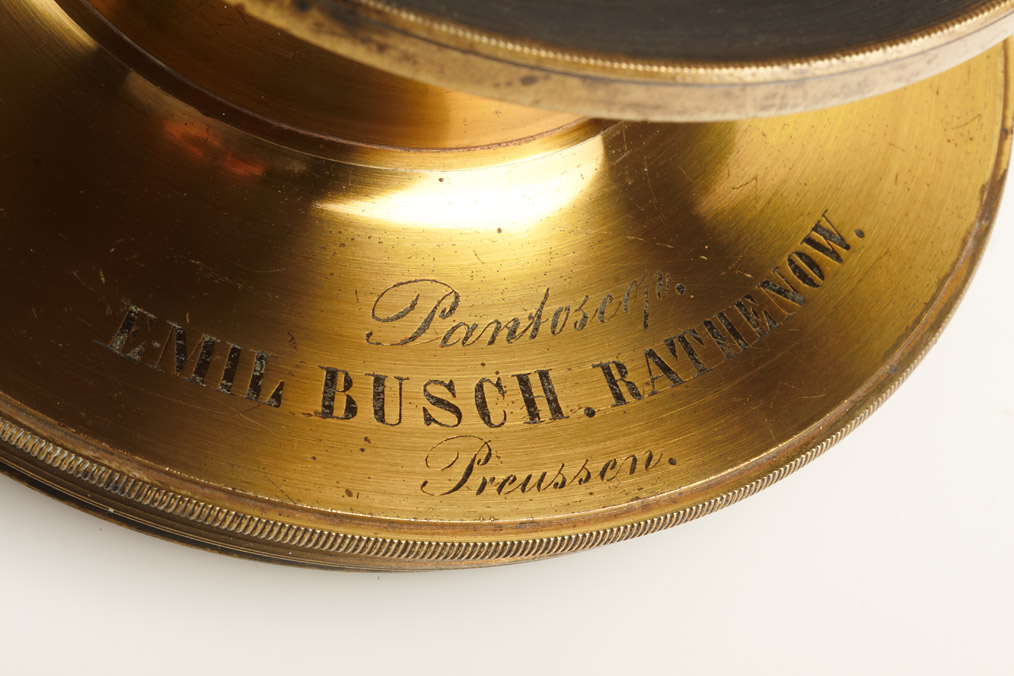 Pantoscop.
EMIL BUSCH. RATHENOW.
Preussen.